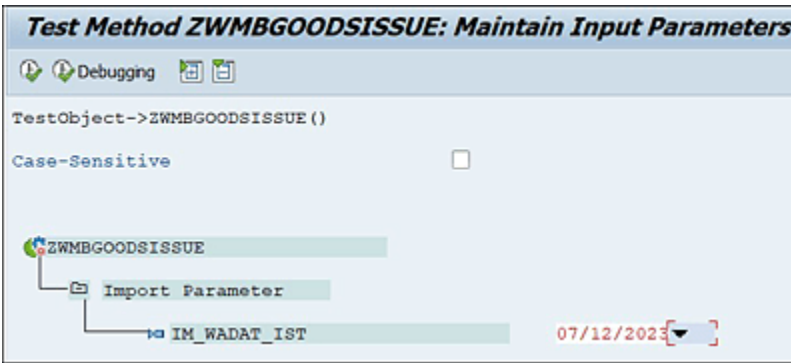 Test Method ZWMBGOODSISSUE: Maintain Input Parameters
Debugging
TestObject->ZWMBGOODSISSUE()
Case-Sensitive
ZWMBGOODSISSUE
Import Parameter
IM_WADAT_IST 07/12/2023